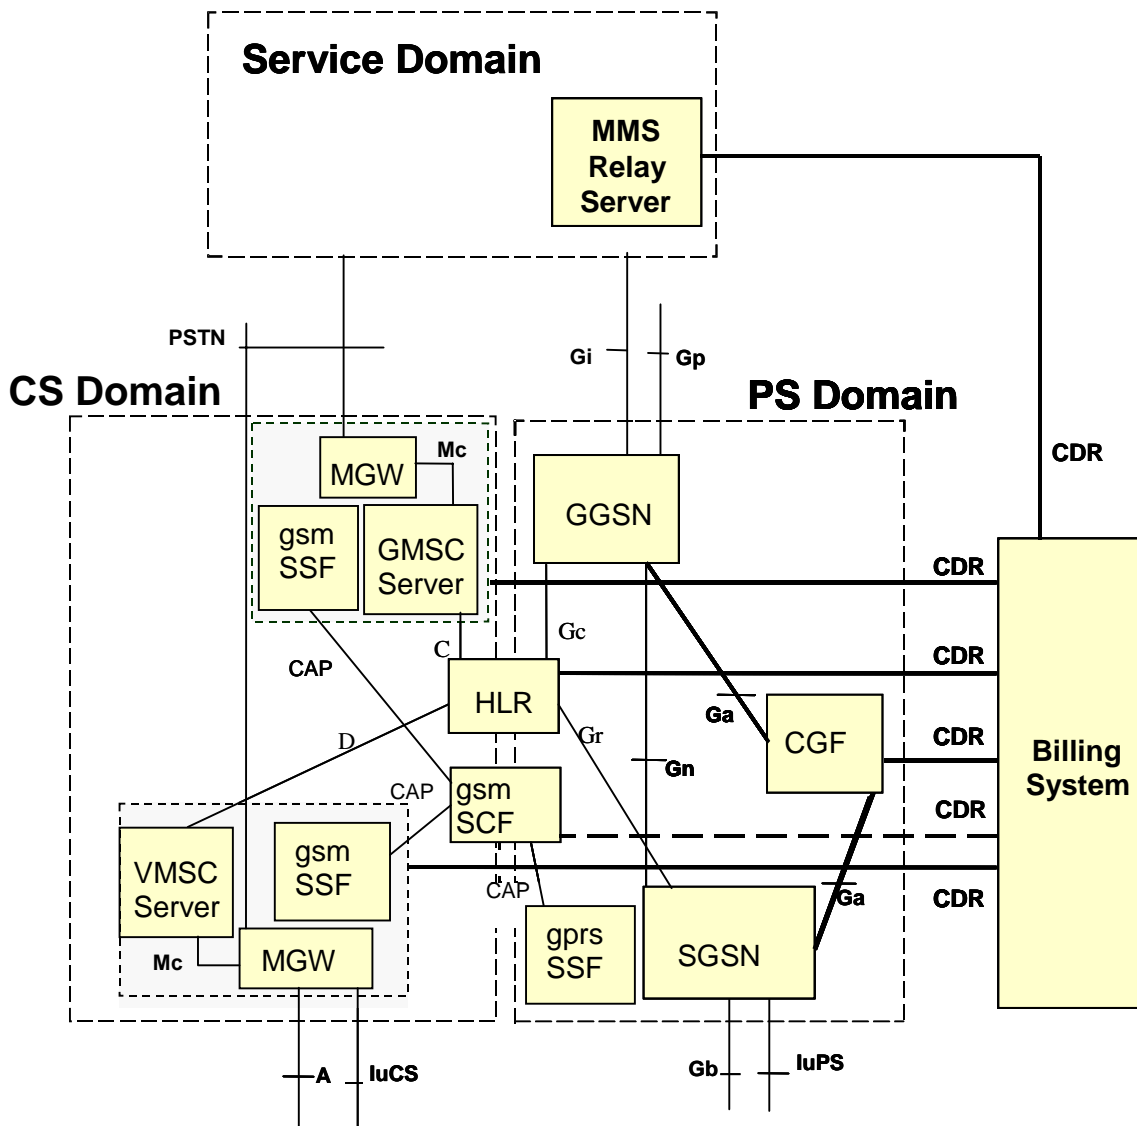 Service Domain
MMS
Relay
Server
PSTN
Gi
Gp
CS Domain
PS Domain
CDR
Mc
MGW
GGSN
gsm
SSF
GMSC
Server
CDR
C
Gc
CAP
CDR
HLR
Ga
D
Gr
CGF
CDR
Billing
System
Gn
CAP
gsm
SCF
CDR
VMSC
Server
gsm
SSF
CAP
Ga
CDR
gprs
SSF
SGSN
Mc
MGW
A
IuCS
Gb
IuPS